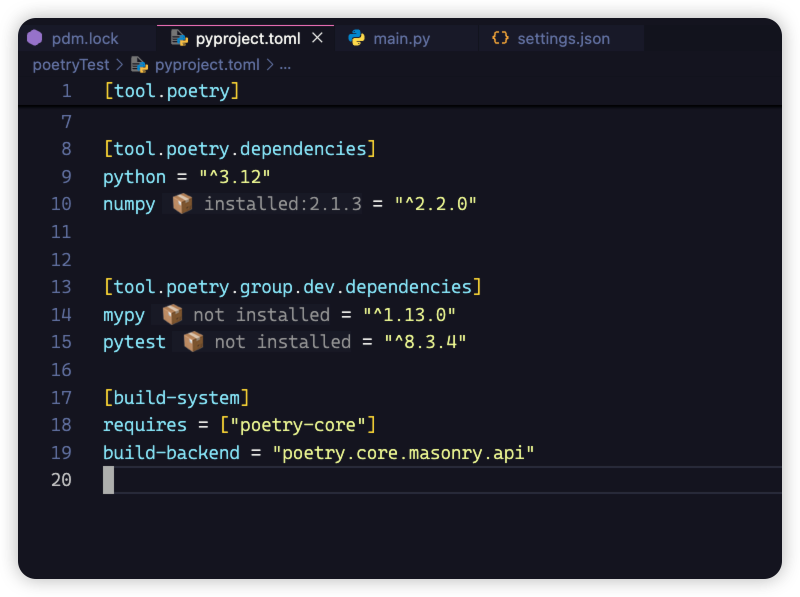 pdm.lock pyproject.toml × main.py {} settings.json
poetryTest > pyproject.toml > ...
1 [tool.poetry]
7
8 [tool.poetry.dependencies]
9 python = "^3.12"
10 numpy installed:2.1.3 = "^2.2.0"
11
12
13 [tool.poetry.group.dev.dependencies]
14 mypy not installed = "^1.13.0"
15 pytest not installed = "^8.3.4"
16
17 [build-system]
18 requires = ["poetry-core"]
19 build-backend = "poetry.core.masonry.api"
20